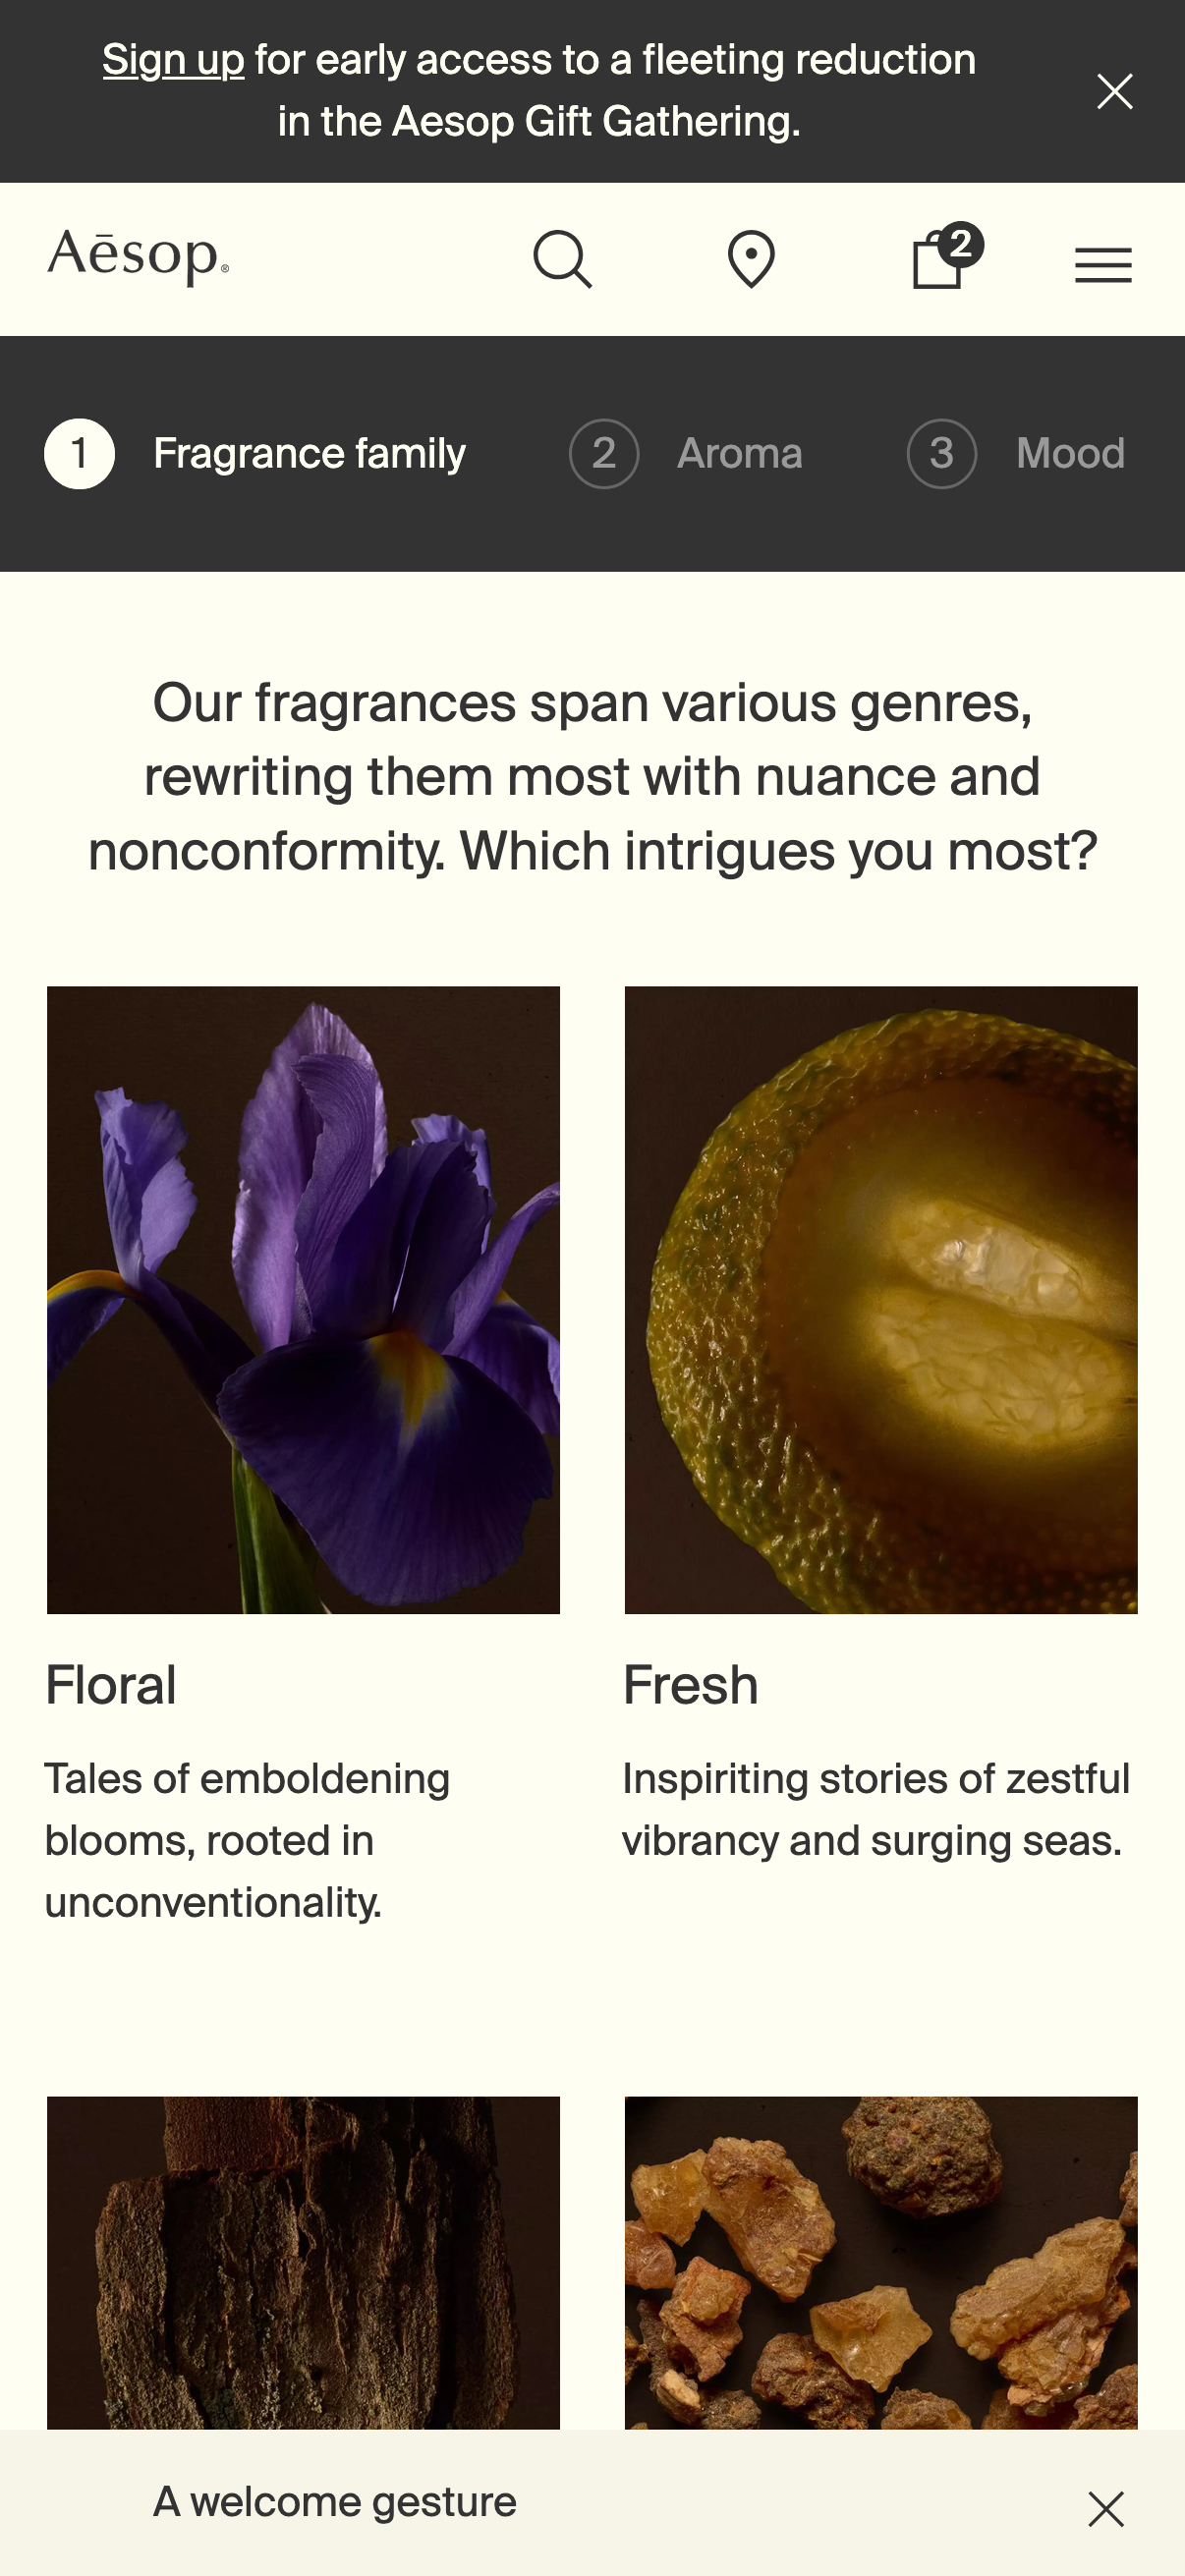 Sign up for early access to a fleeting reduction
in the Aesop Gift Gathering.
Aēsop.®
2
1 Fragrance family 2 Aroma 3 Mood
Our fragrances span various genres,
rewriting them most with nuance and
nonconformity. Which intrigues you most?
Floral
Tales of emboldening
blooms, rooted in
unconventionality.
Fresh
Inspiriting stories of zestful
vibrancy and surging seas.
A welcome gesture